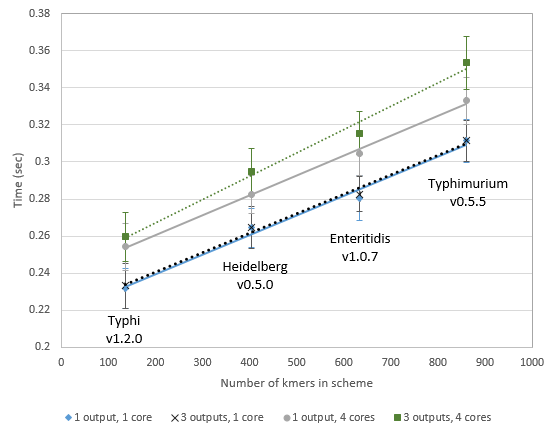 0.38
0.36
0.34
0.32
0.3
0.28
0.26
0.24
0.22
0.2
Time (sec)
Typhimurium
v0.5.5
Enteritidis
v1.0.7
Heidelberg
v0.5.0
Typhi
v1.2.0
0 100 200 300 400 500 600 700 800 900 1000
Number of kmers in scheme
1 output, 1 core 3 outputs, 1 core 1 output, 4 cores 3 outputs, 4 cores